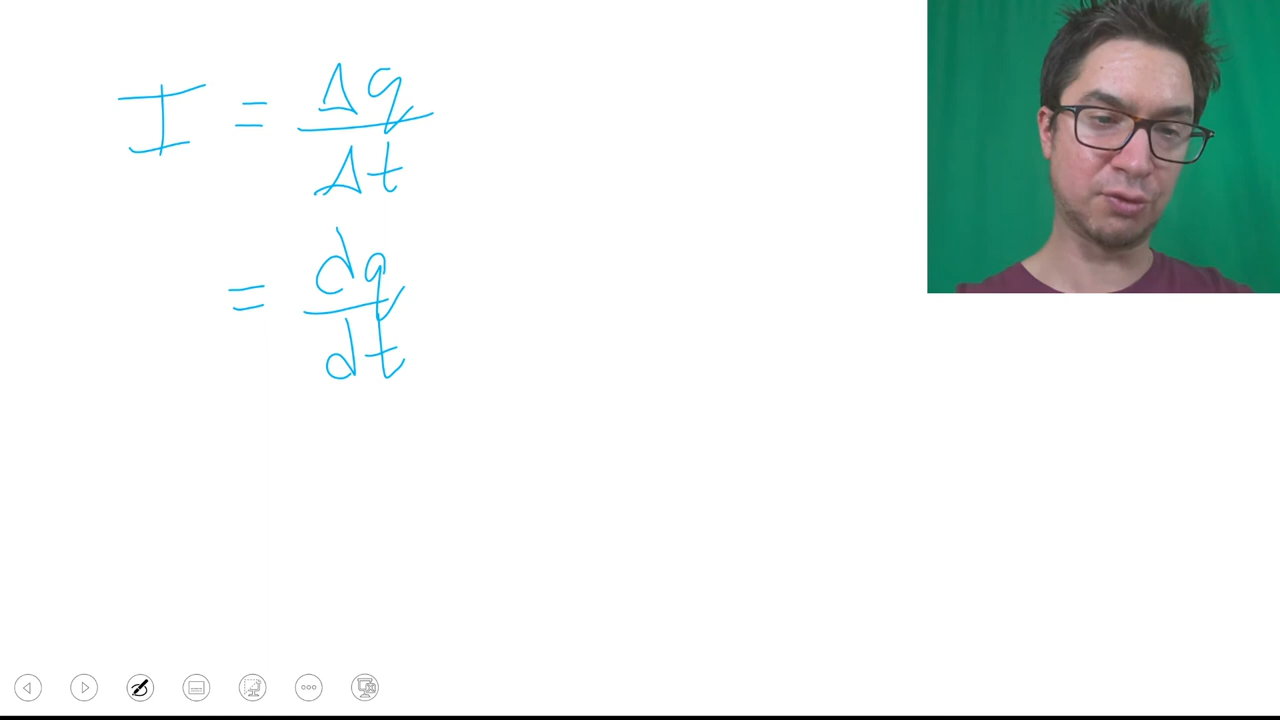 I = Δq
Δt
= dq
dt